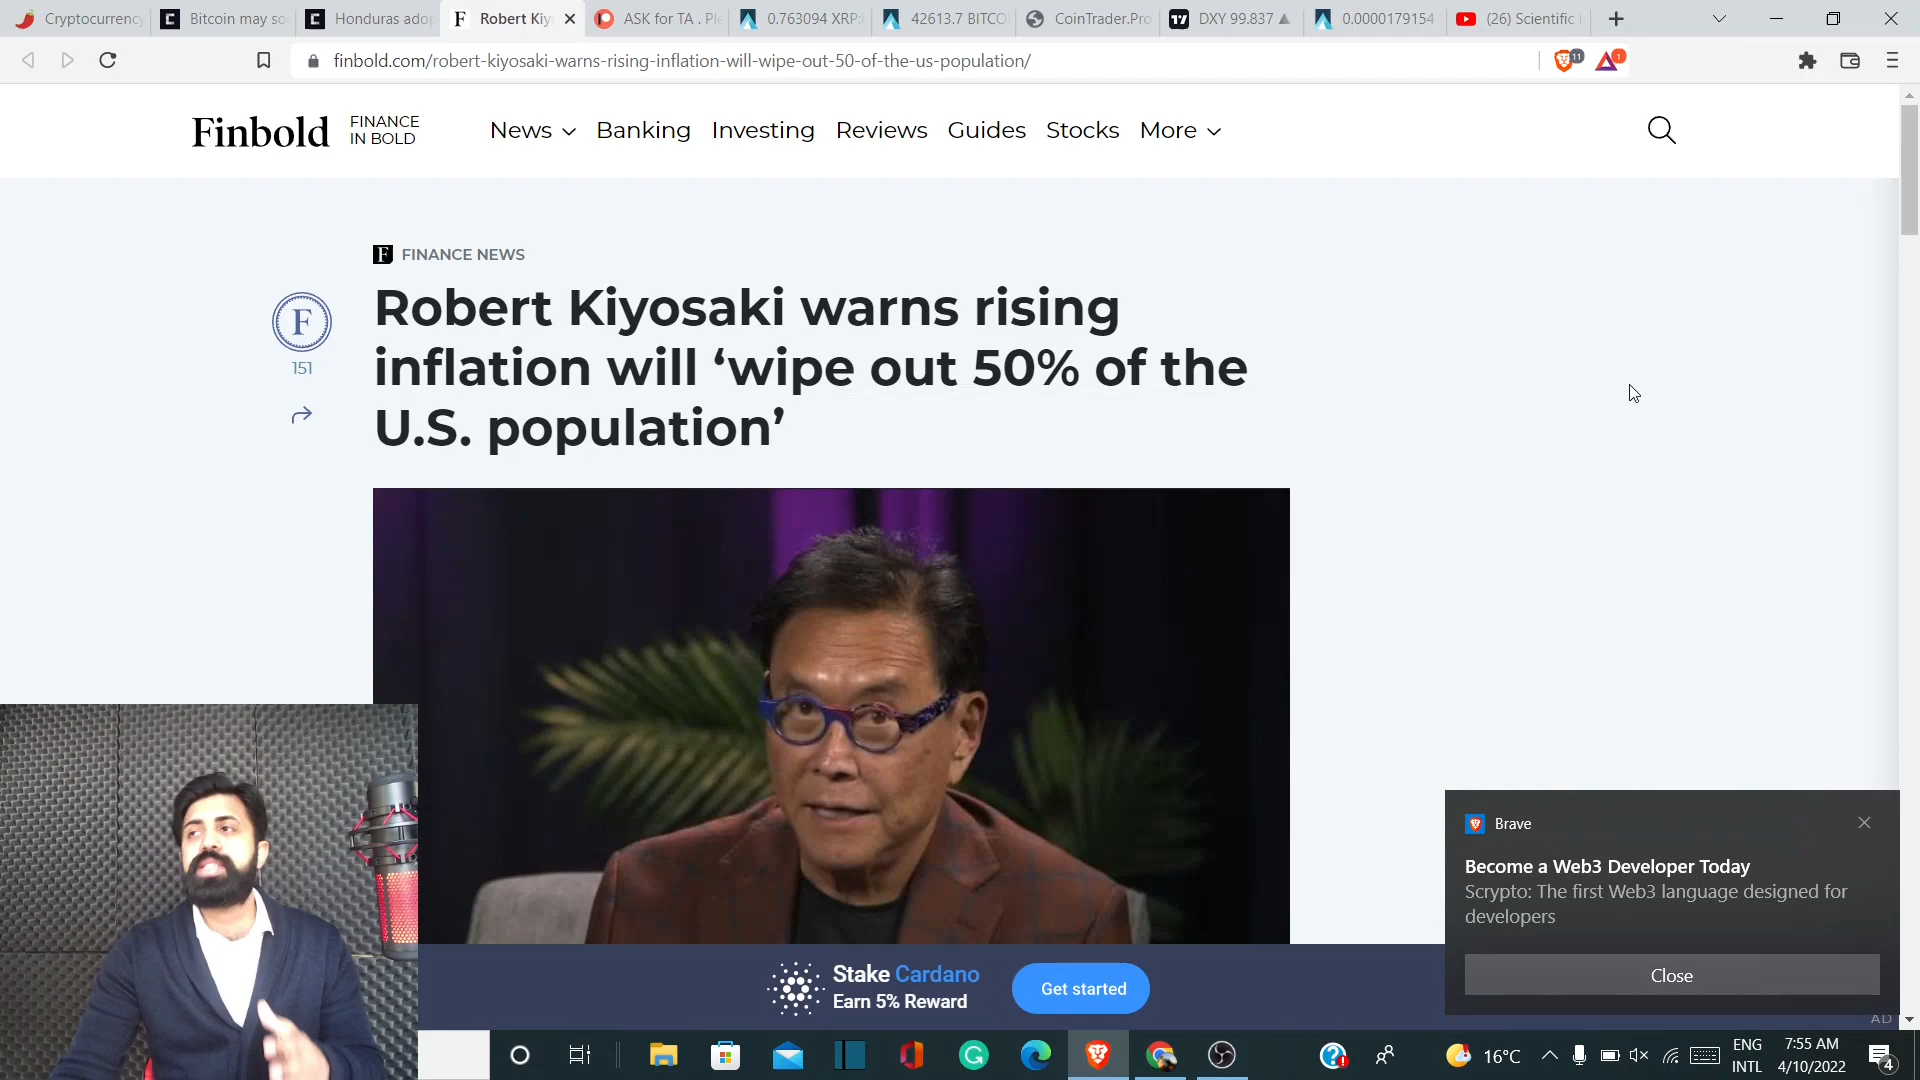 Cryptocurrency
Bitcoin may so
Honduras adop
Robert Kiy
ASK for TA . Pl
0.763094 XRP:
42613.7 BITCO
CoinTrader.Pro
DXY 99.837 ▲
0.0000179154
(26) Scientific
finbold.com/robert-kiyosaki-warns-rising-inflation-will-wipe-out-50-of-the-us-population/
11
1
Finbold
FINANCE
IN BOLD
News
Banking
Investing
Reviews
Guides
Stocks
More
F
FINANCE NEWS
Robert Kiyosaki warns rising
inflation will ‘wipe out 50% of the
U.S. population’
F
151
Brave
Become a Web3 Developer Today
Scrypto: The first Web3 language designed for
developers
Close
Stake Cardano
Earn 5% Reward
Get started
AD
16°C
ENG
INTL
7:55 AM
4/10/2022
4